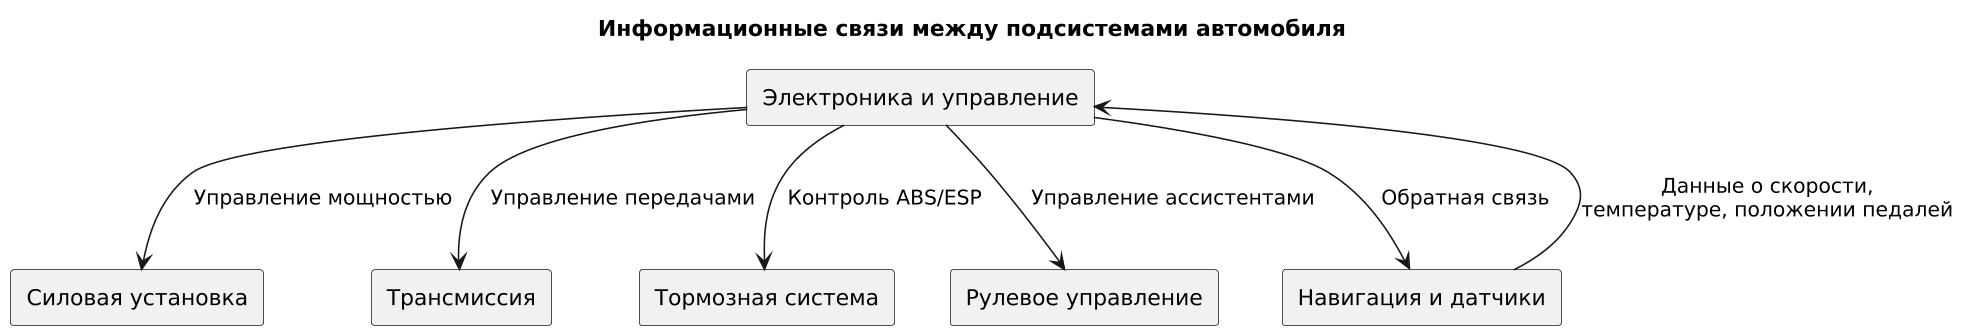 Информационные связи между подсистемами автомобиля
Электроника и управление
Управление мощностью
Управление передачами
Контроль ABS/ESP
Управление ассистентами
Обратная связь
Данные о скорости,
температуре, положении педалей
Силовая установка
Трансмиссия
Тормозная система
Рулевое управление
Навигация и датчики